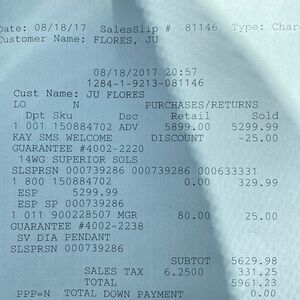 Date: 08/18/17 SalesSlip # 81146 Type: Char
Customer Name: FLORES, JU
08/18/2017 20:57
1284-1-9213-081146
Cust Name: JU FLORES
LO N PURCHASES/RETURNS
Dpt Sku Dsc Retail Sold
1 001 150884702 ADV 5899.00 5299.99
KAY SMS WELCOME DISCOUNT -25.00
GUARANTEE #4002-2220
14WG SUPERIOR SOLS
SLSPRSN 000739286 000739286 000633331
1 800 150884702 0.00 329.99
ESP 5299.99
ESP SP 000739286
1 011 900228507 MGR 80.00 25.00
GUARANTEE #4002-2238
SV DIA PENDANT
SLSPRSN 000739286
SUBTOT 5629.98
SALES TAX 6.2500 331.25
TOTAL 5961.23
PPP=N TOTAL DOWN PAYMENT 0.00